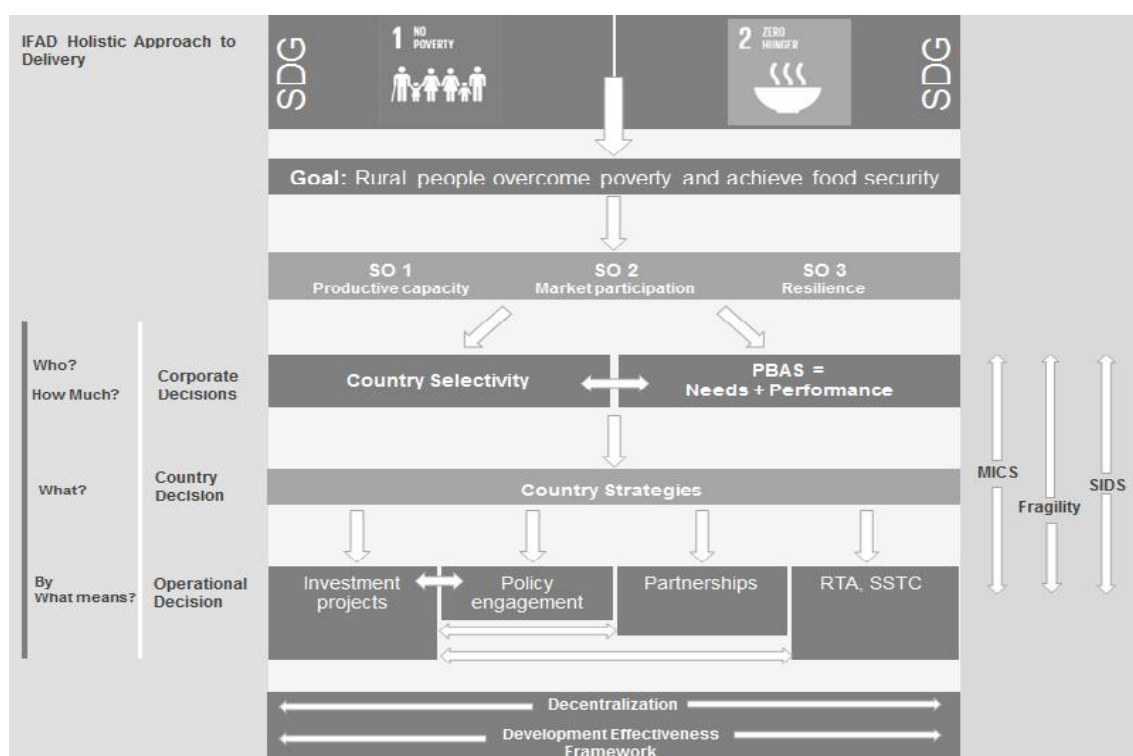 IFAD Holistic Approach to
Delivery
SDG
1 NO
POVERTY
2 ZERO
HUNGER
SDG
Goal: Rural people overcome poverty and achieve food security
SO 1
Productive capacity
SO 2
Market participation
SO 3
Resilience
Who?
How Much?
Corporate
Decisions
Country Selectivity
PBAS =
Needs + Performance
What?
Country
Decision
Country Strategies
MICS
Fragility
SIDS
By
What means?
Operational
Decision
Investment
projects
Policy
engagement
Partnerships
RTA, SSTC
Decentralization
Development Effectiveness
Framework